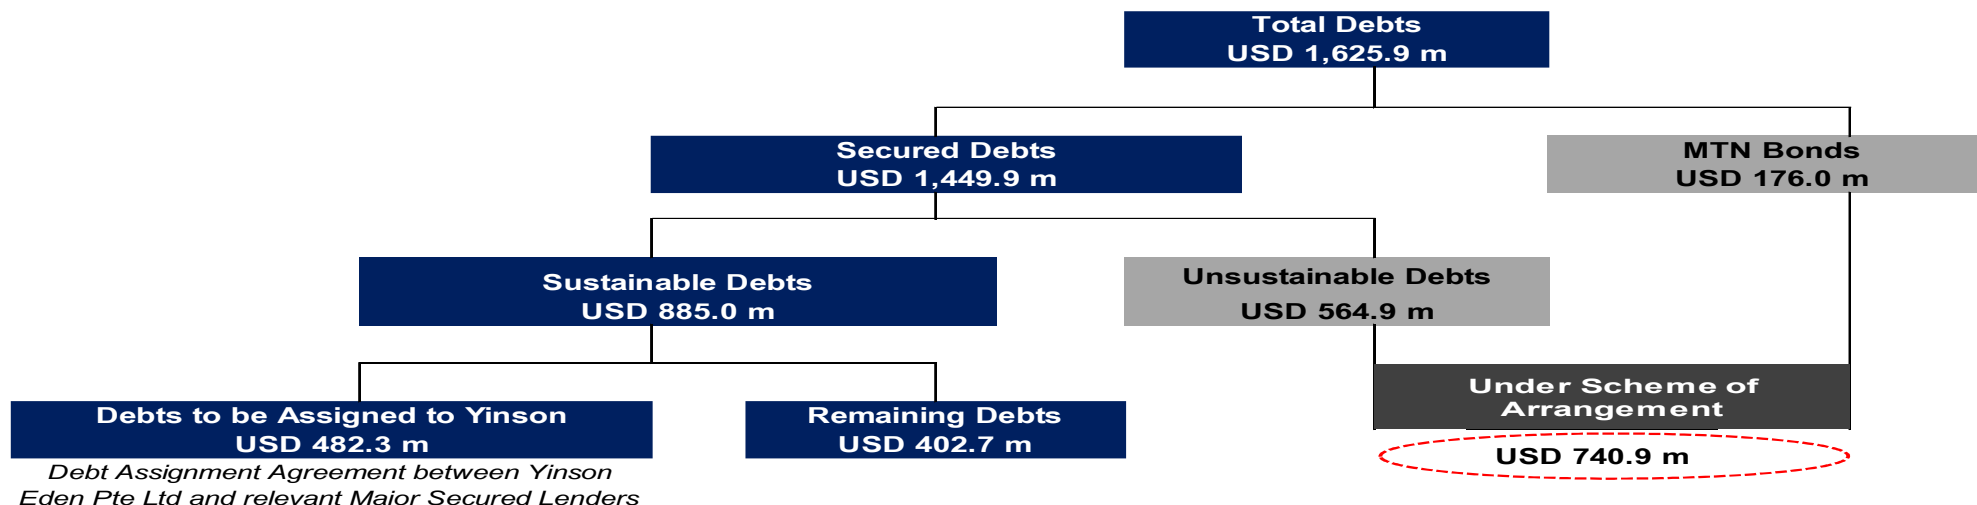 Total Debts
USD 1,625.9 m
Secured Debts
USD 1,449.9 m
MTN Bonds
USD 176.0 m
Sustainable Debts
USD 885.0 m
Unsustainable Debts
USD 564.9 m
Debts to be Assigned to Yinson
USD 482.3 m
Remaining Debts
USD 402.7 m
Under Scheme of
Arrangement
USD 740.9 m
Debt Assignment Agreement between Yinson
Eden Pte Ltd and relevant Major Secured Lenders